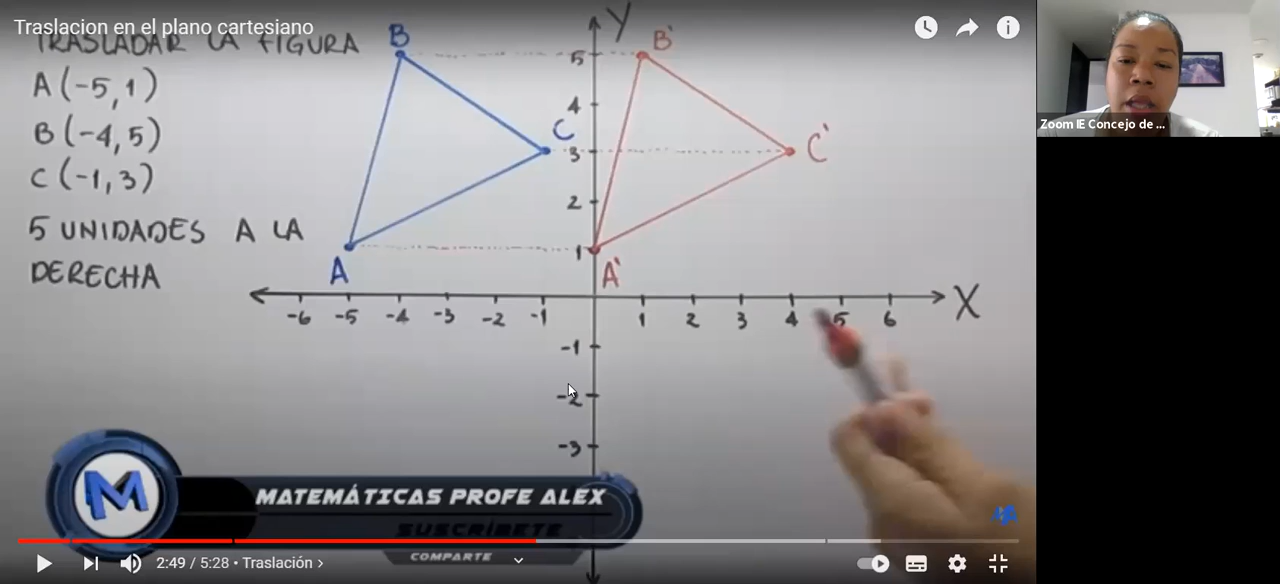 Traslacion en el plano cartesiano
TRASLADAR LA FIGURA
A (-5, 1)
B (-4, 5)
C (-1, 3)
5 UNIDADES A LA
DERECHA
B
C
A
B'
C'
A'
Y
X
5
4
3
2
1
-1
-2
-3
-6 -5 -4 -3 -2 -1 1 2 3 4 5 6
M
MATEMÁTICAS PROFE ALEX
SUSCRÍBETE
COMPARTE
2:49 / 5:28 • Traslación >
Zoom IE Concejo de ...